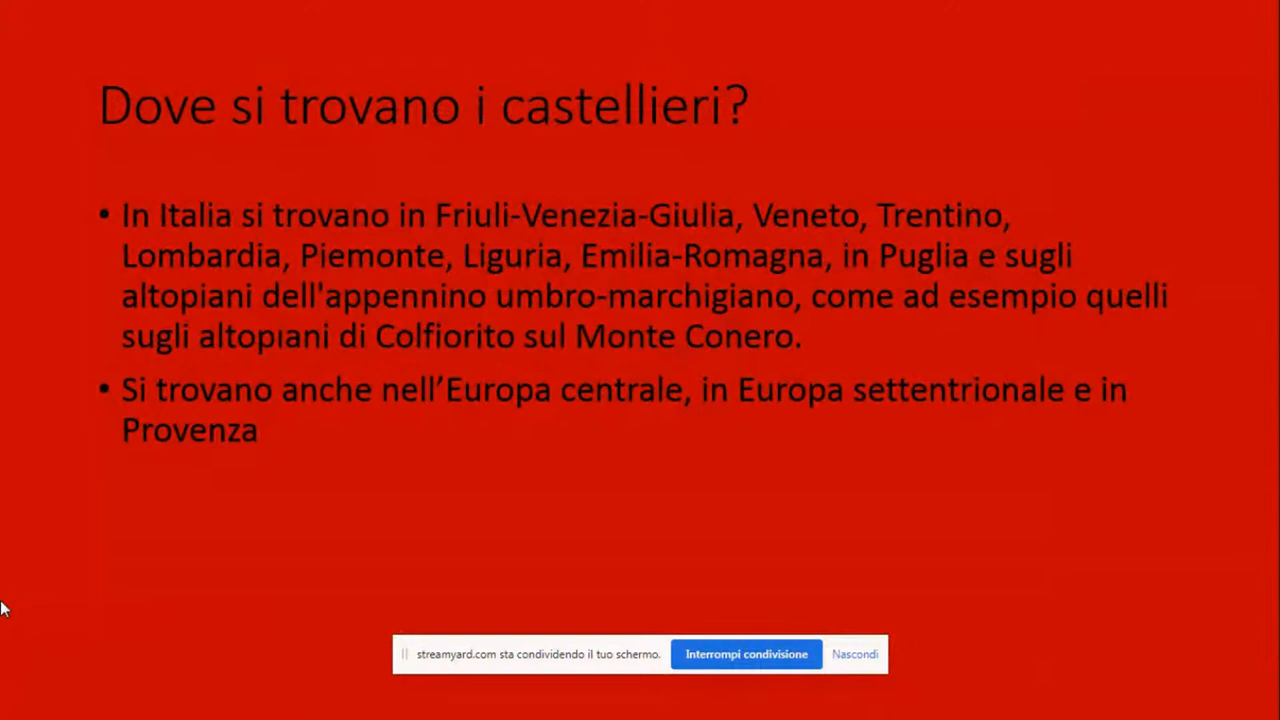 Dove si trovano i castellieri?
• In Italia si trovano in Friuli-Venezia-Giulia, Veneto, Trentino,
Lombardia, Piemonte, Liguria, Emilia-Romagna, in Puglia e sugli
altopiani dell'appennino umbro-marchigiano, come ad esempio quelli
sugli altopiani di Colfiorito sul Monte Conero.
• Si trovano anche nell’Europa centrale, in Europa settentrionale e in
Provenza
streamyard.com sta condividendo il tuo schermo. Interrompi condivisione Nascondi